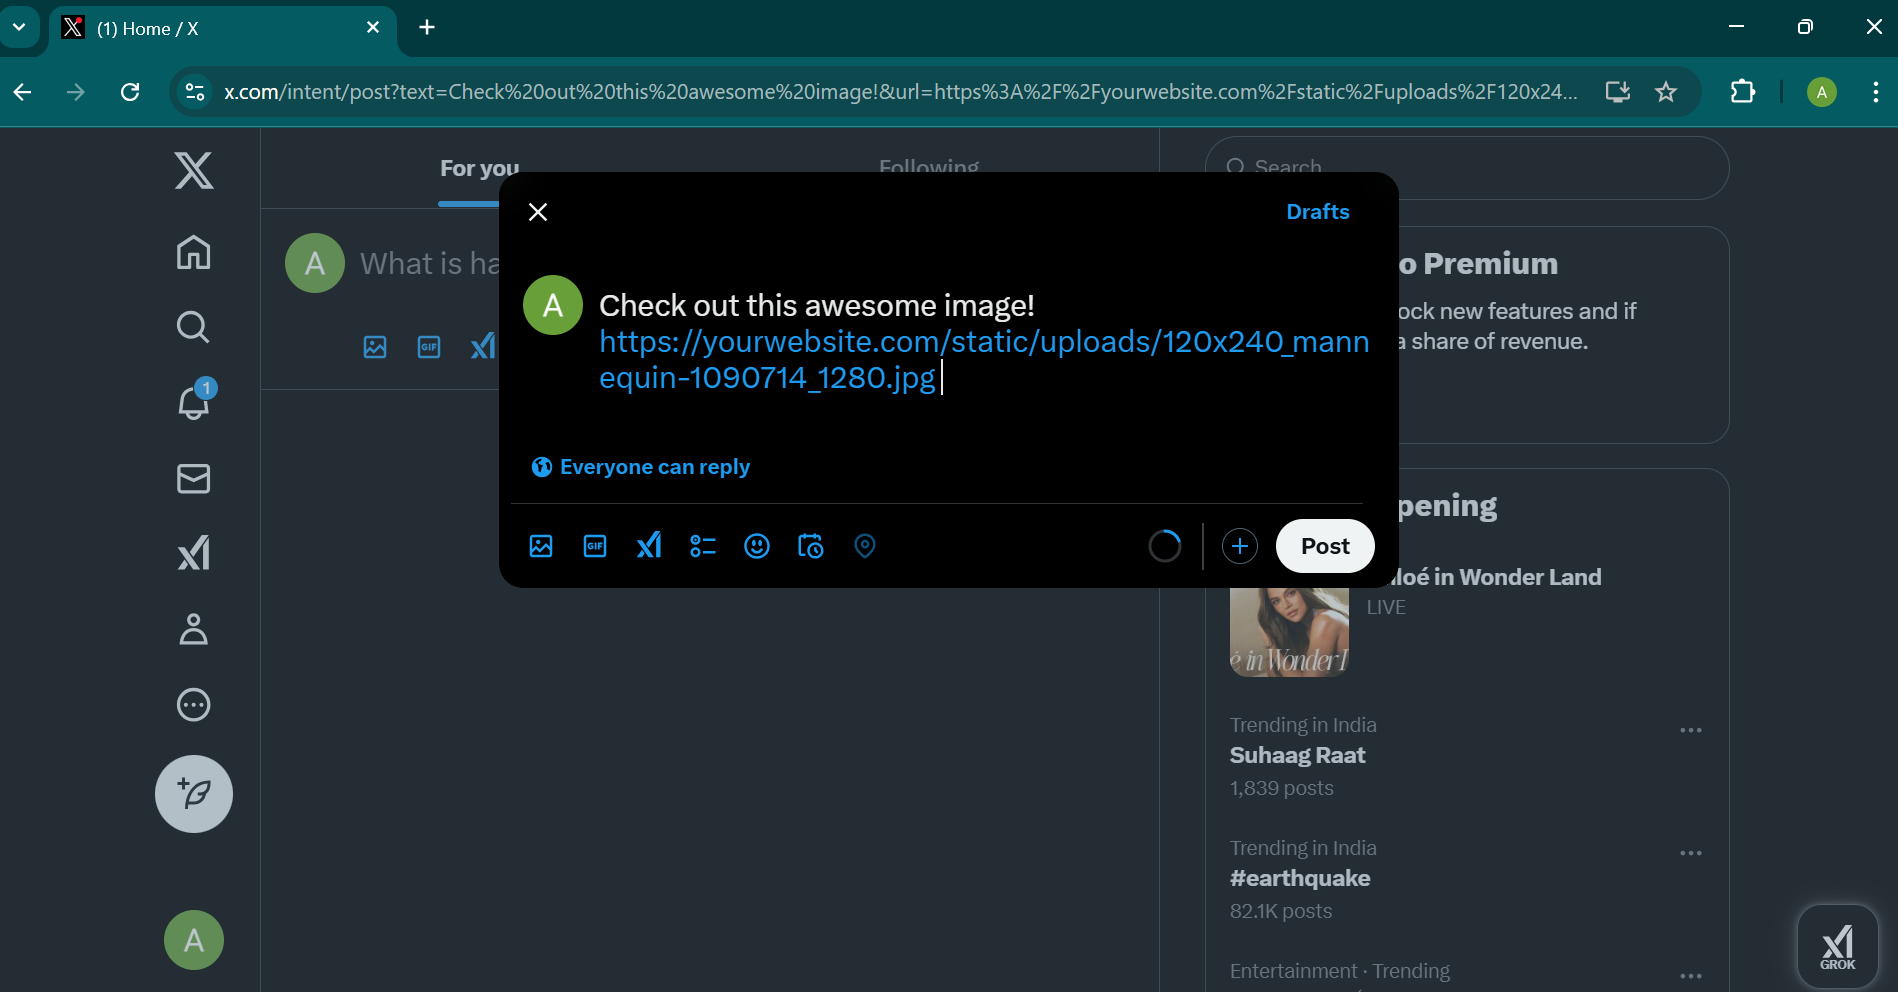 (1) Home / X
x.com/intent/post?text=Check%20out%20this%20awesome%20image!&url=https%3A%2F%2Fyourwebsite.com%2Fstatic%2Fuploads%2F120x24...
A
For you
Following
Search
A
What is ha
GIF
Drafts
A
Check out this awesome image!
https://yourwebsite.com/static/uploads/120x240_mann
equin-1090714_1280.jpg
Everyone can reply
GIF
Post
1
o Premium
ock new features and if
a share of revenue.
pening
loé in Wonder Land
LIVE
é in Wonder
Trending in India
Suhaag Raat
1,839 posts
Trending in India
#earthquake
82.1K posts
Entertainment · Trending
A
GROK